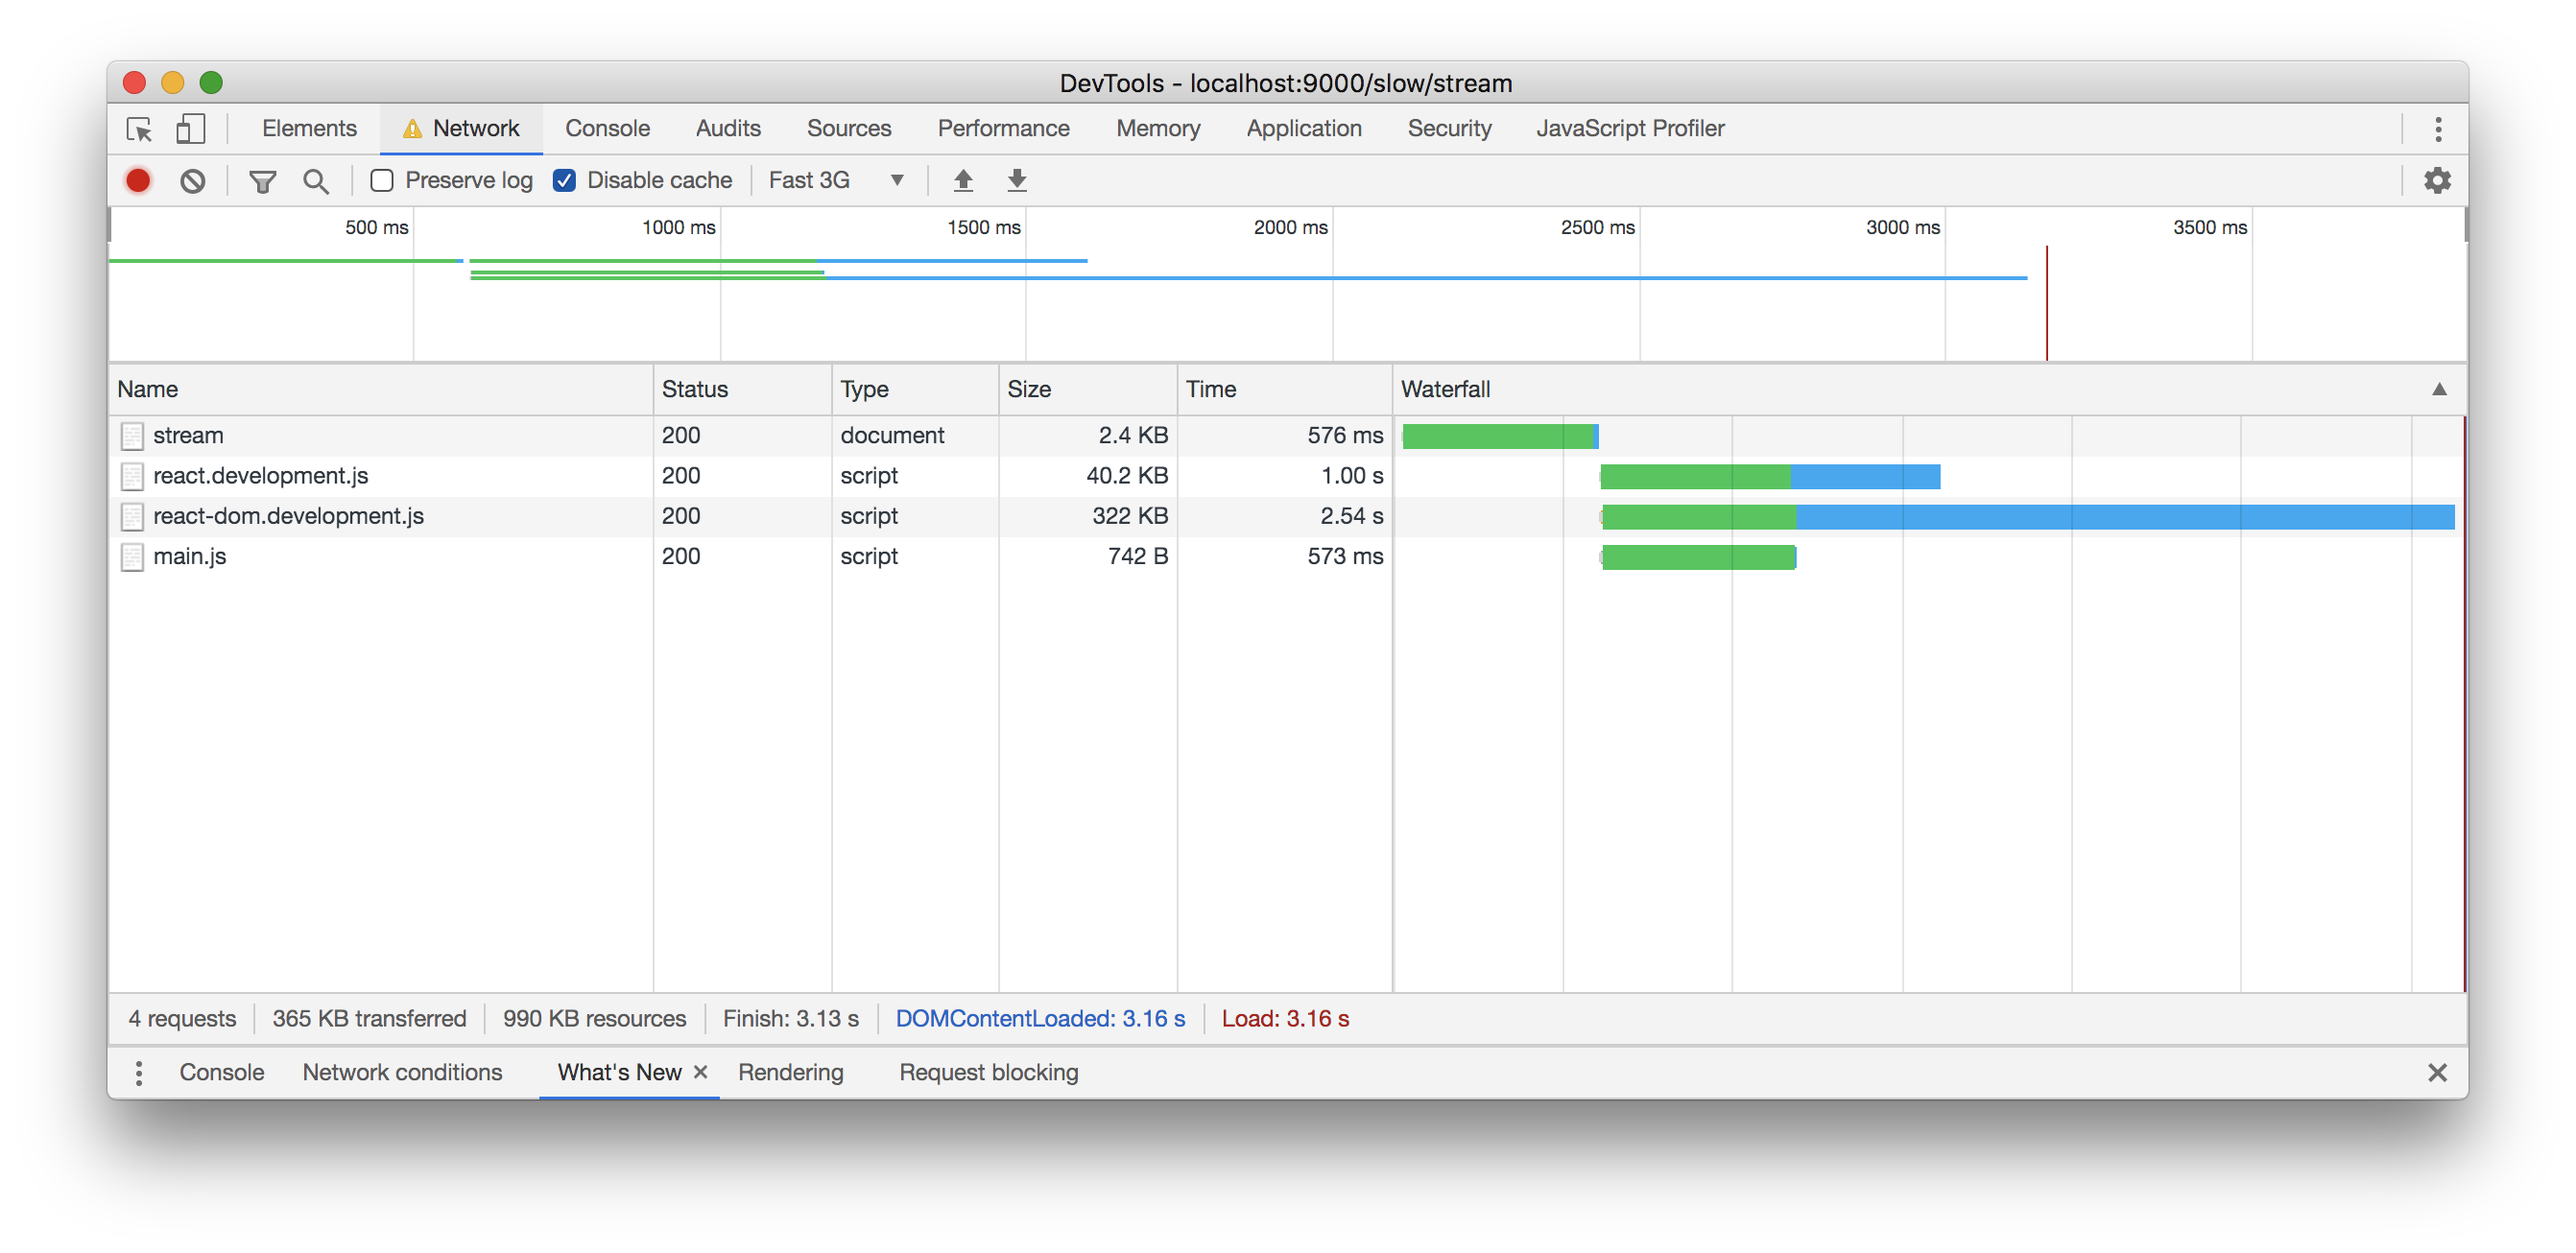 DevTools - localhost:9000/slow/stream
Elements Network Console Audits Sources Performance Memory Application Security JavaScript Profiler
Preserve log Disable cache Fast 3G
500 ms 1000 ms 1500 ms 2000 ms 2500 ms 3000 ms 3500 ms
Name Status Type Size Time Waterfall
stream 200 document 2.4 KB 576 ms
react.development.js 200 script 40.2 KB 1.00 s
react-dom.development.js 200 script 322 KB 2.54 s
main.js 200 script 742 B 573 ms
4 requests 365 KB transferred 990 KB resources Finish: 3.13 s DOMContentLoaded: 3.16 s Load: 3.16 s
Console Network conditions What's New Rendering Request blocking